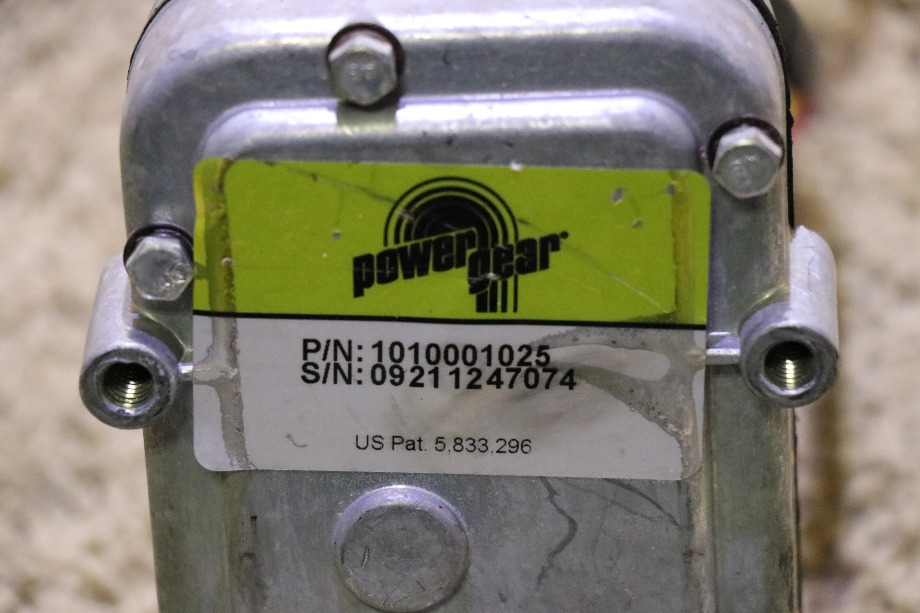 power gear®
P/N: 1010001025
S/N: 09211247074
US Pat. 5,833,296